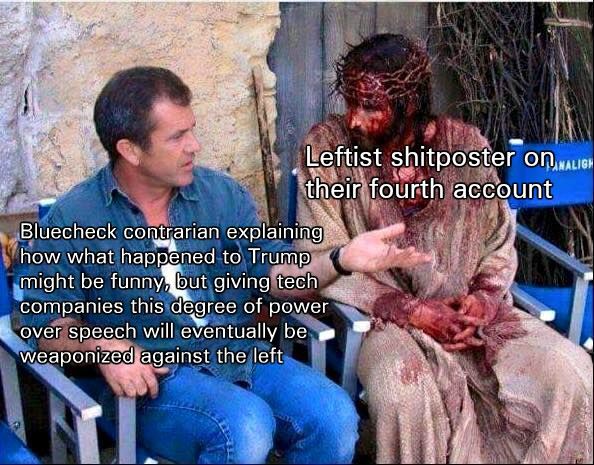 Leftist shitposter on
their fourth account
Bluecheck contrarian explaining
how what happened to Trump
might be funny, but giving tech
companies this degree of power
over speech will eventually be
weaponized against the left